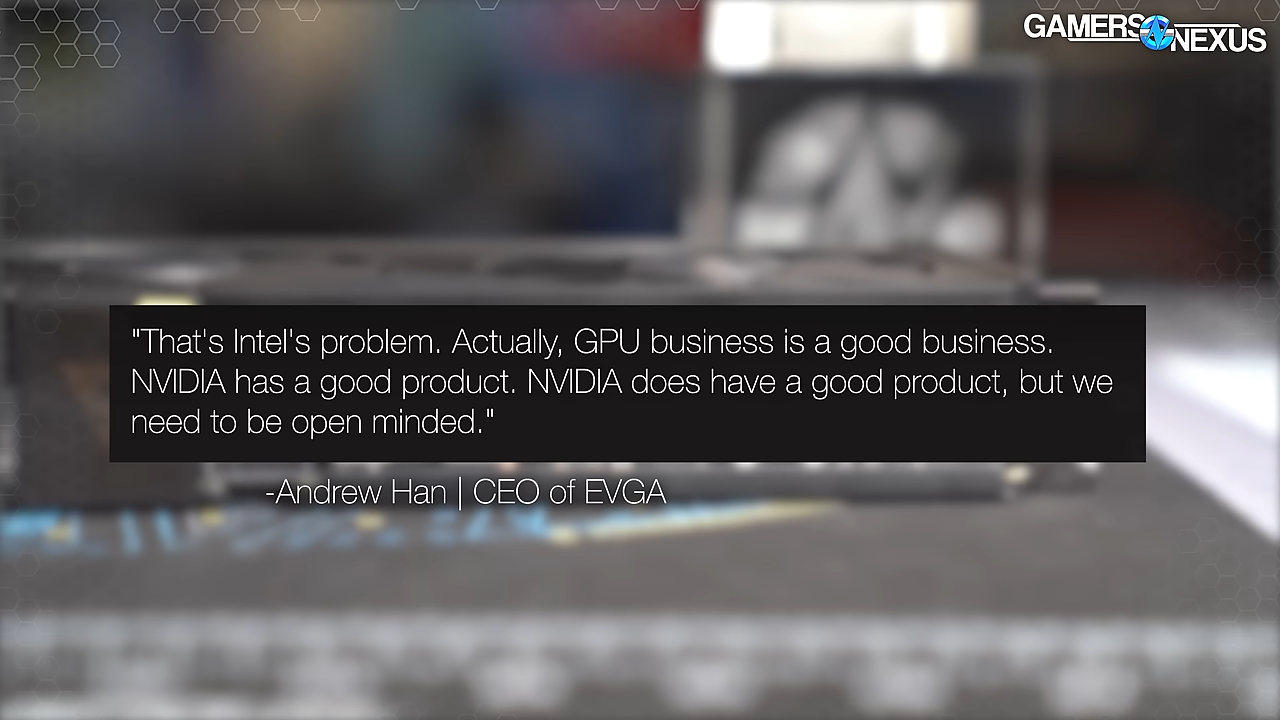 GAMERS NEXUS
"That's Intel's problem. Actually, GPU business is a good business.
NVIDIA has a good product. NVIDIA does have a good product, but we
need to be open minded."
-Andrew Han | CEO of EVGA